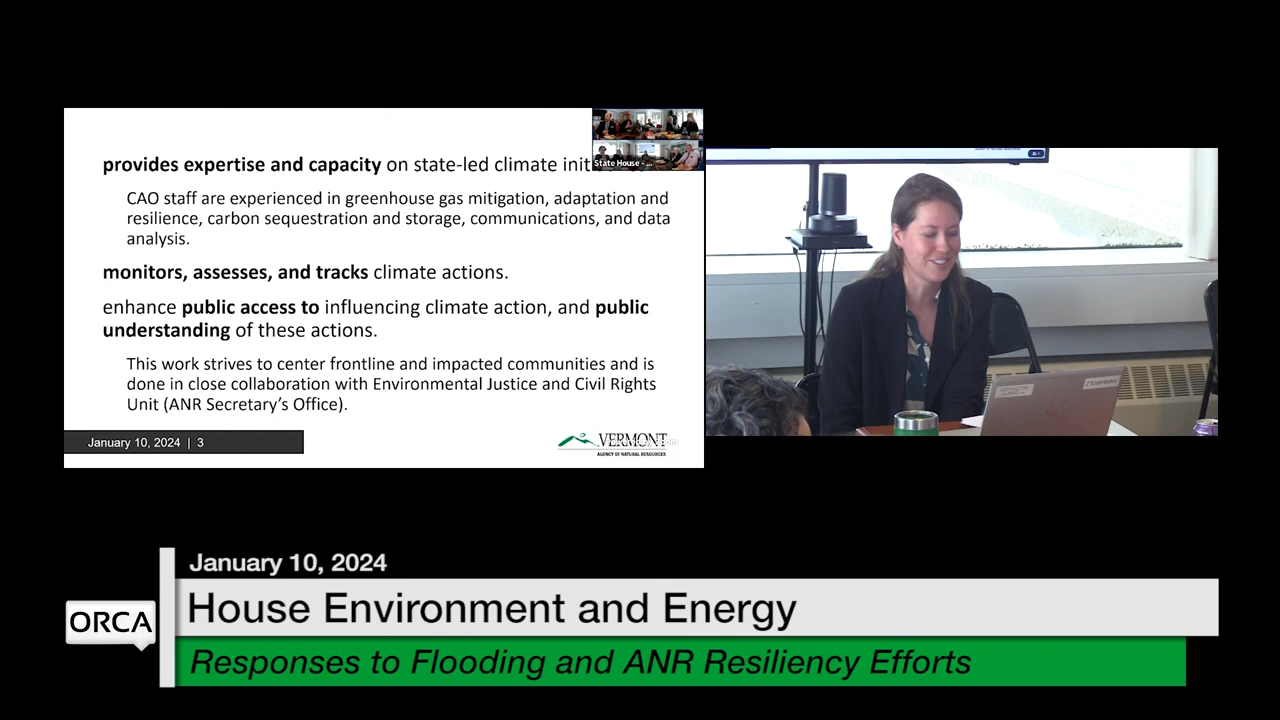 provides expertise and capacity on state-led climate init
State House - ...
CAO staff are experienced in greenhouse gas mitigation, adaptation and
resilience, carbon sequestration and storage, communications, and data
analysis.
monitors, assesses, and tracks climate actions.
enhance public access to influencing climate action, and public
understanding of these actions.
This work strives to center frontline and impacted communities and is
done in close collaboration with Environmental Justice and Civil Rights
Unit (ANR Secretary's Office).
January 10, 2024 | 3
VERMONT
AGENCY OF NATURAL RESOURCES
January 10, 2024
House Environment and Energy
ORCA
Responses to Flooding and ANR Resiliency Efforts